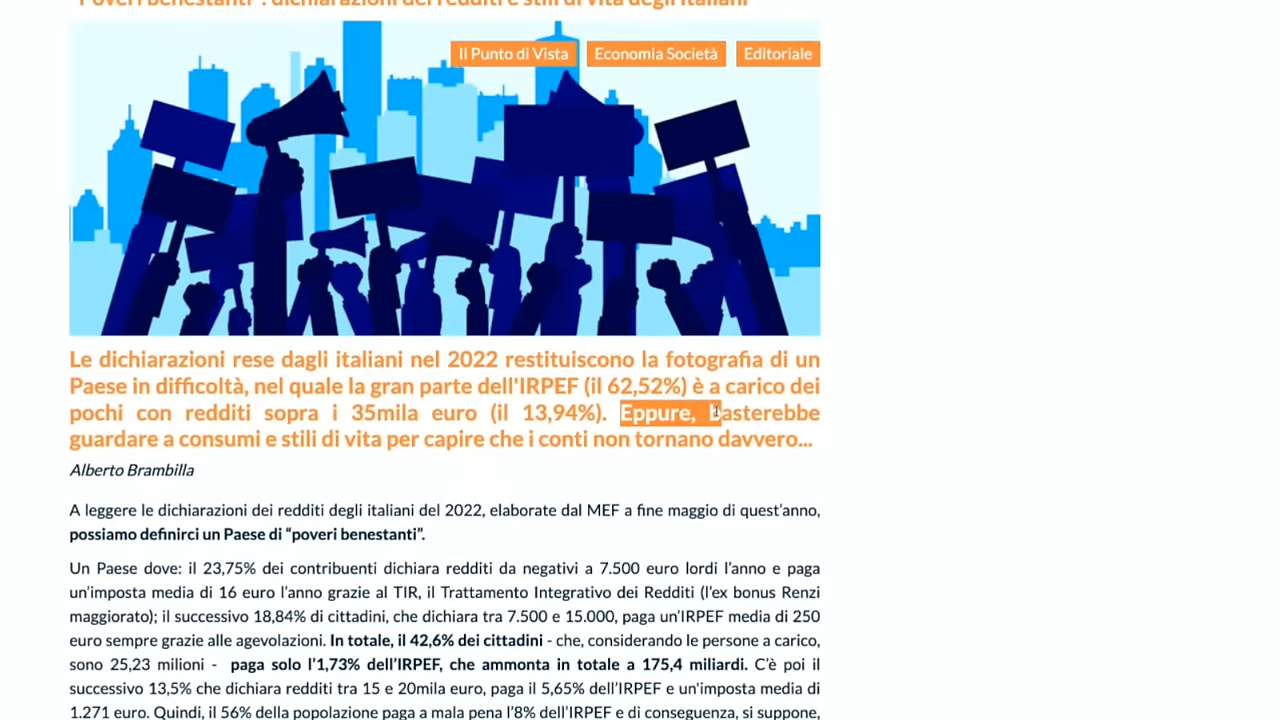 "Poveri benestanti": dichiarazioni dei redditi e stili di vita degli italiani
Il Punto di Vista Economia Società Editoriale
Le dichiarazioni rese dagli italiani nel 2022 restituiscono la fotografia di un
Paese in difficoltà, nel quale la gran parte dell'IRPEF (il 62,52%) è a carico dei
pochi con redditi sopra i 35mila euro (il 13,94%). Eppure, basterebbe
guardare a consumi e stili di vita per capire che i conti non tornano davvero...
Alberto Brambilla
A leggere le dichiarazioni dei redditi degli italiani del 2022, elaborate dal MEF a fine maggio di quest'anno,
possiamo definirci un Paese di “poveri benestanti”.
Un Paese dove: il 23,75% dei contribuenti dichiara redditi da negativi a 7.500 euro lordi l'anno e paga
un'imposta media di 16 euro l'anno grazie al TIR, il Trattamento Integrativo dei Redditi (l'ex bonus Renzi
maggiorato); il successivo 18,84% di cittadini, che dichiara tra 7.500 e 15.000, paga un'IRPEF media di 250
euro sempre grazie alle agevolazioni. In totale, il 42,6% dei cittadini - che, considerando le persone a carico,
sono 25,23 milioni - paga solo l'1,73% dell'IRPEF, che ammonta in totale a 175,4 miliardi. C'è poi il
successivo 13,5% che dichiara redditi tra 15 e 20mila euro, paga il 5,65% dell'IRPEF e un'imposta media di
1.271 euro. Quindi, il 56% della popolazione paga a mala pena l'8% dell'IRPEF e di conseguenza, si suppone,